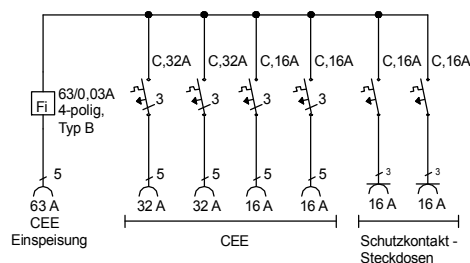 C,32A C,32A C,16A C,16A C,16A C,16A
63/0,03A
4-polig,
Typ B
Fi
3 3 3 3
5 5 5 5 5 3 3
63 A 32 A 32 A 16 A 16 A 16 A 16 A
CEE
Einspeisung
CEE
Schutzkontakt -
Steckdosen